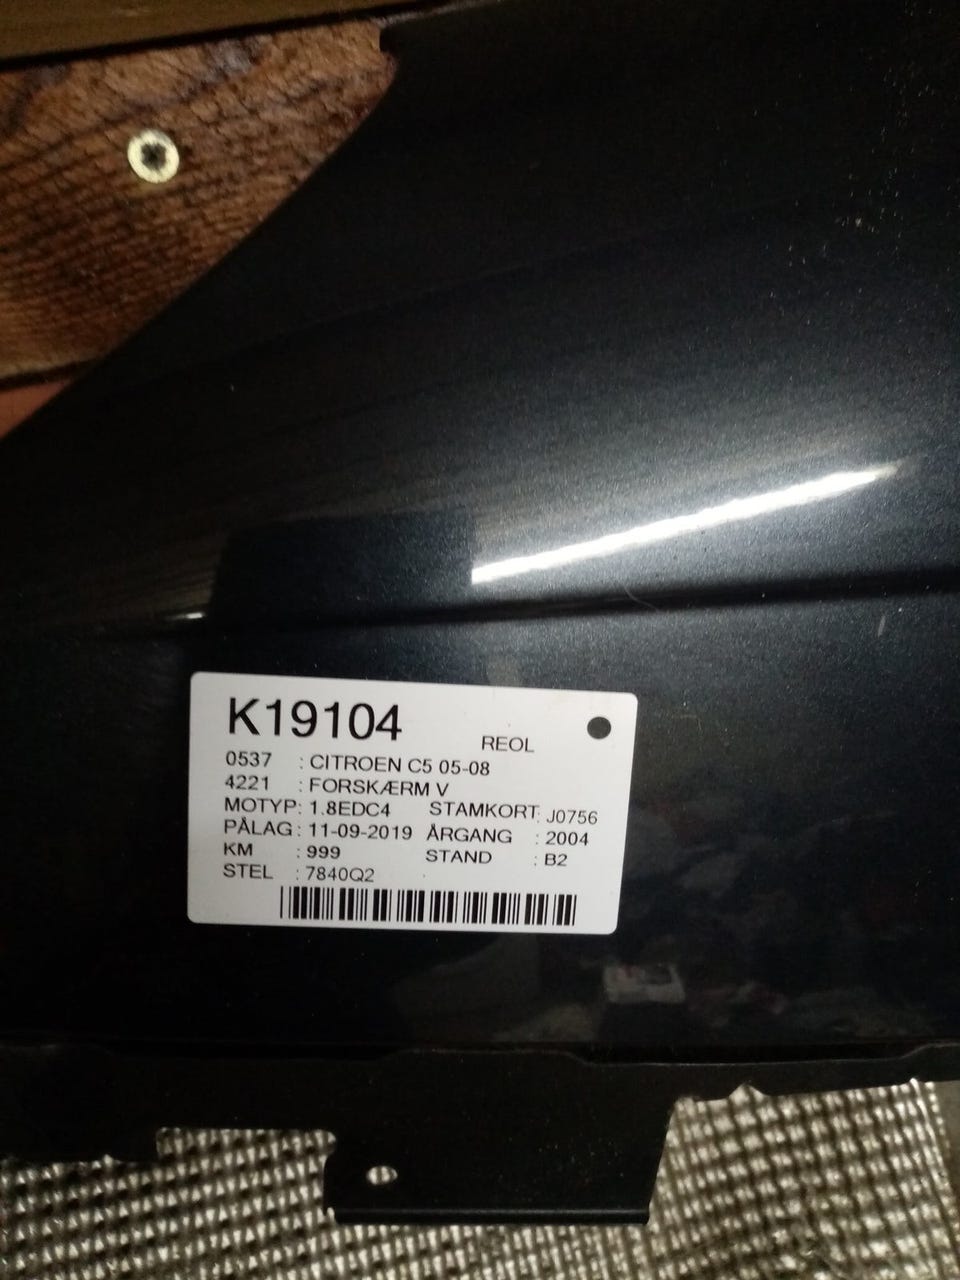 K19104
REOL
0537 : CITROEN C5 05-08
4221 : FORSKÆRM V
MOTYP: 1.8EDC4 STAMKORT: J0756
PÅLAG: 11-09-2019 ÅRGANG : 2004
KM : 999 STAND : B2
STEL : 7840Q2